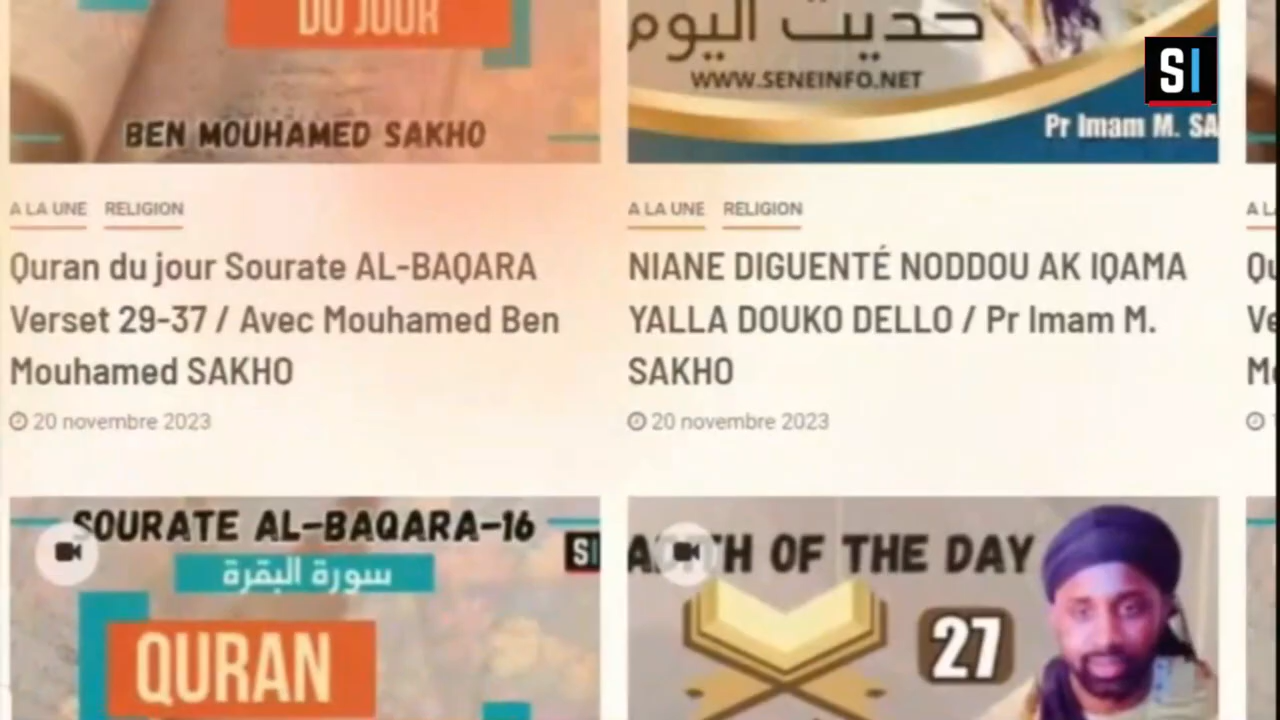 DU JOUR
BEN MOUHAMED SAKHO
حديث اليوم
WWW.SENEINFO.NET
SI
Pr Imam M. SA
A LA UNE RELIGION
Quran du jour Sourate AL-BAQARA
Verset 29-37 / Avec Mouhamed Ben
Mouhamed SAKHO
20 novembre 2023
A LA UNE RELIGION
NIANE DIGUENTÉ NODDOU AK IQAMA
YALLA DOUKO DELLO / Pr Imam M.
SAKHO
20 novembre 2023
SOURATE AL-BAQARA-16
سورة البقرة
SI
QURAN
OF THE DAY
27